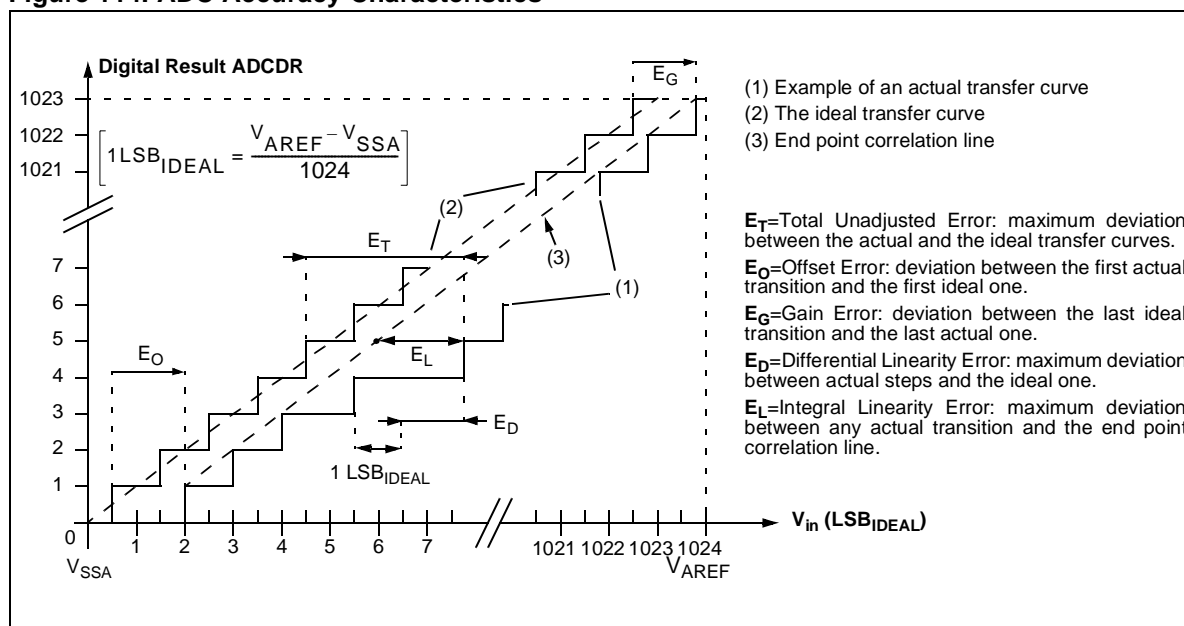 Digital Result ADCDR
1023
1022
1021
[1LSB_IDEAL = (V_AREF – V_SSA) / 1024]
7
6
5
4
3
2
1
0
E_G
(2)
(3)
(1)
E_T
E_L
E_O
E_D
1 LSB_IDEAL
1 2 3 4 5 6 7 1021 1022 1023 1024
V_in (LSB_IDEAL)
V_SSA
V_AREF
(1) Example of an actual transfer curve
(2) The ideal transfer curve
(3) End point correlation line
E_T=Total Unadjusted Error: maximum deviation
between the actual and the ideal transfer curves.
E_O=Offset Error: deviation between the first actual
transition and the first ideal one.
E_G=Gain Error: deviation between the last ideal
transition and the last actual one.
E_D=Differential Linearity Error: maximum deviation
between actual steps and the ideal one.
E_L=Integral Linearity Error: maximum deviation
between any actual transition and the end point
correlation line.